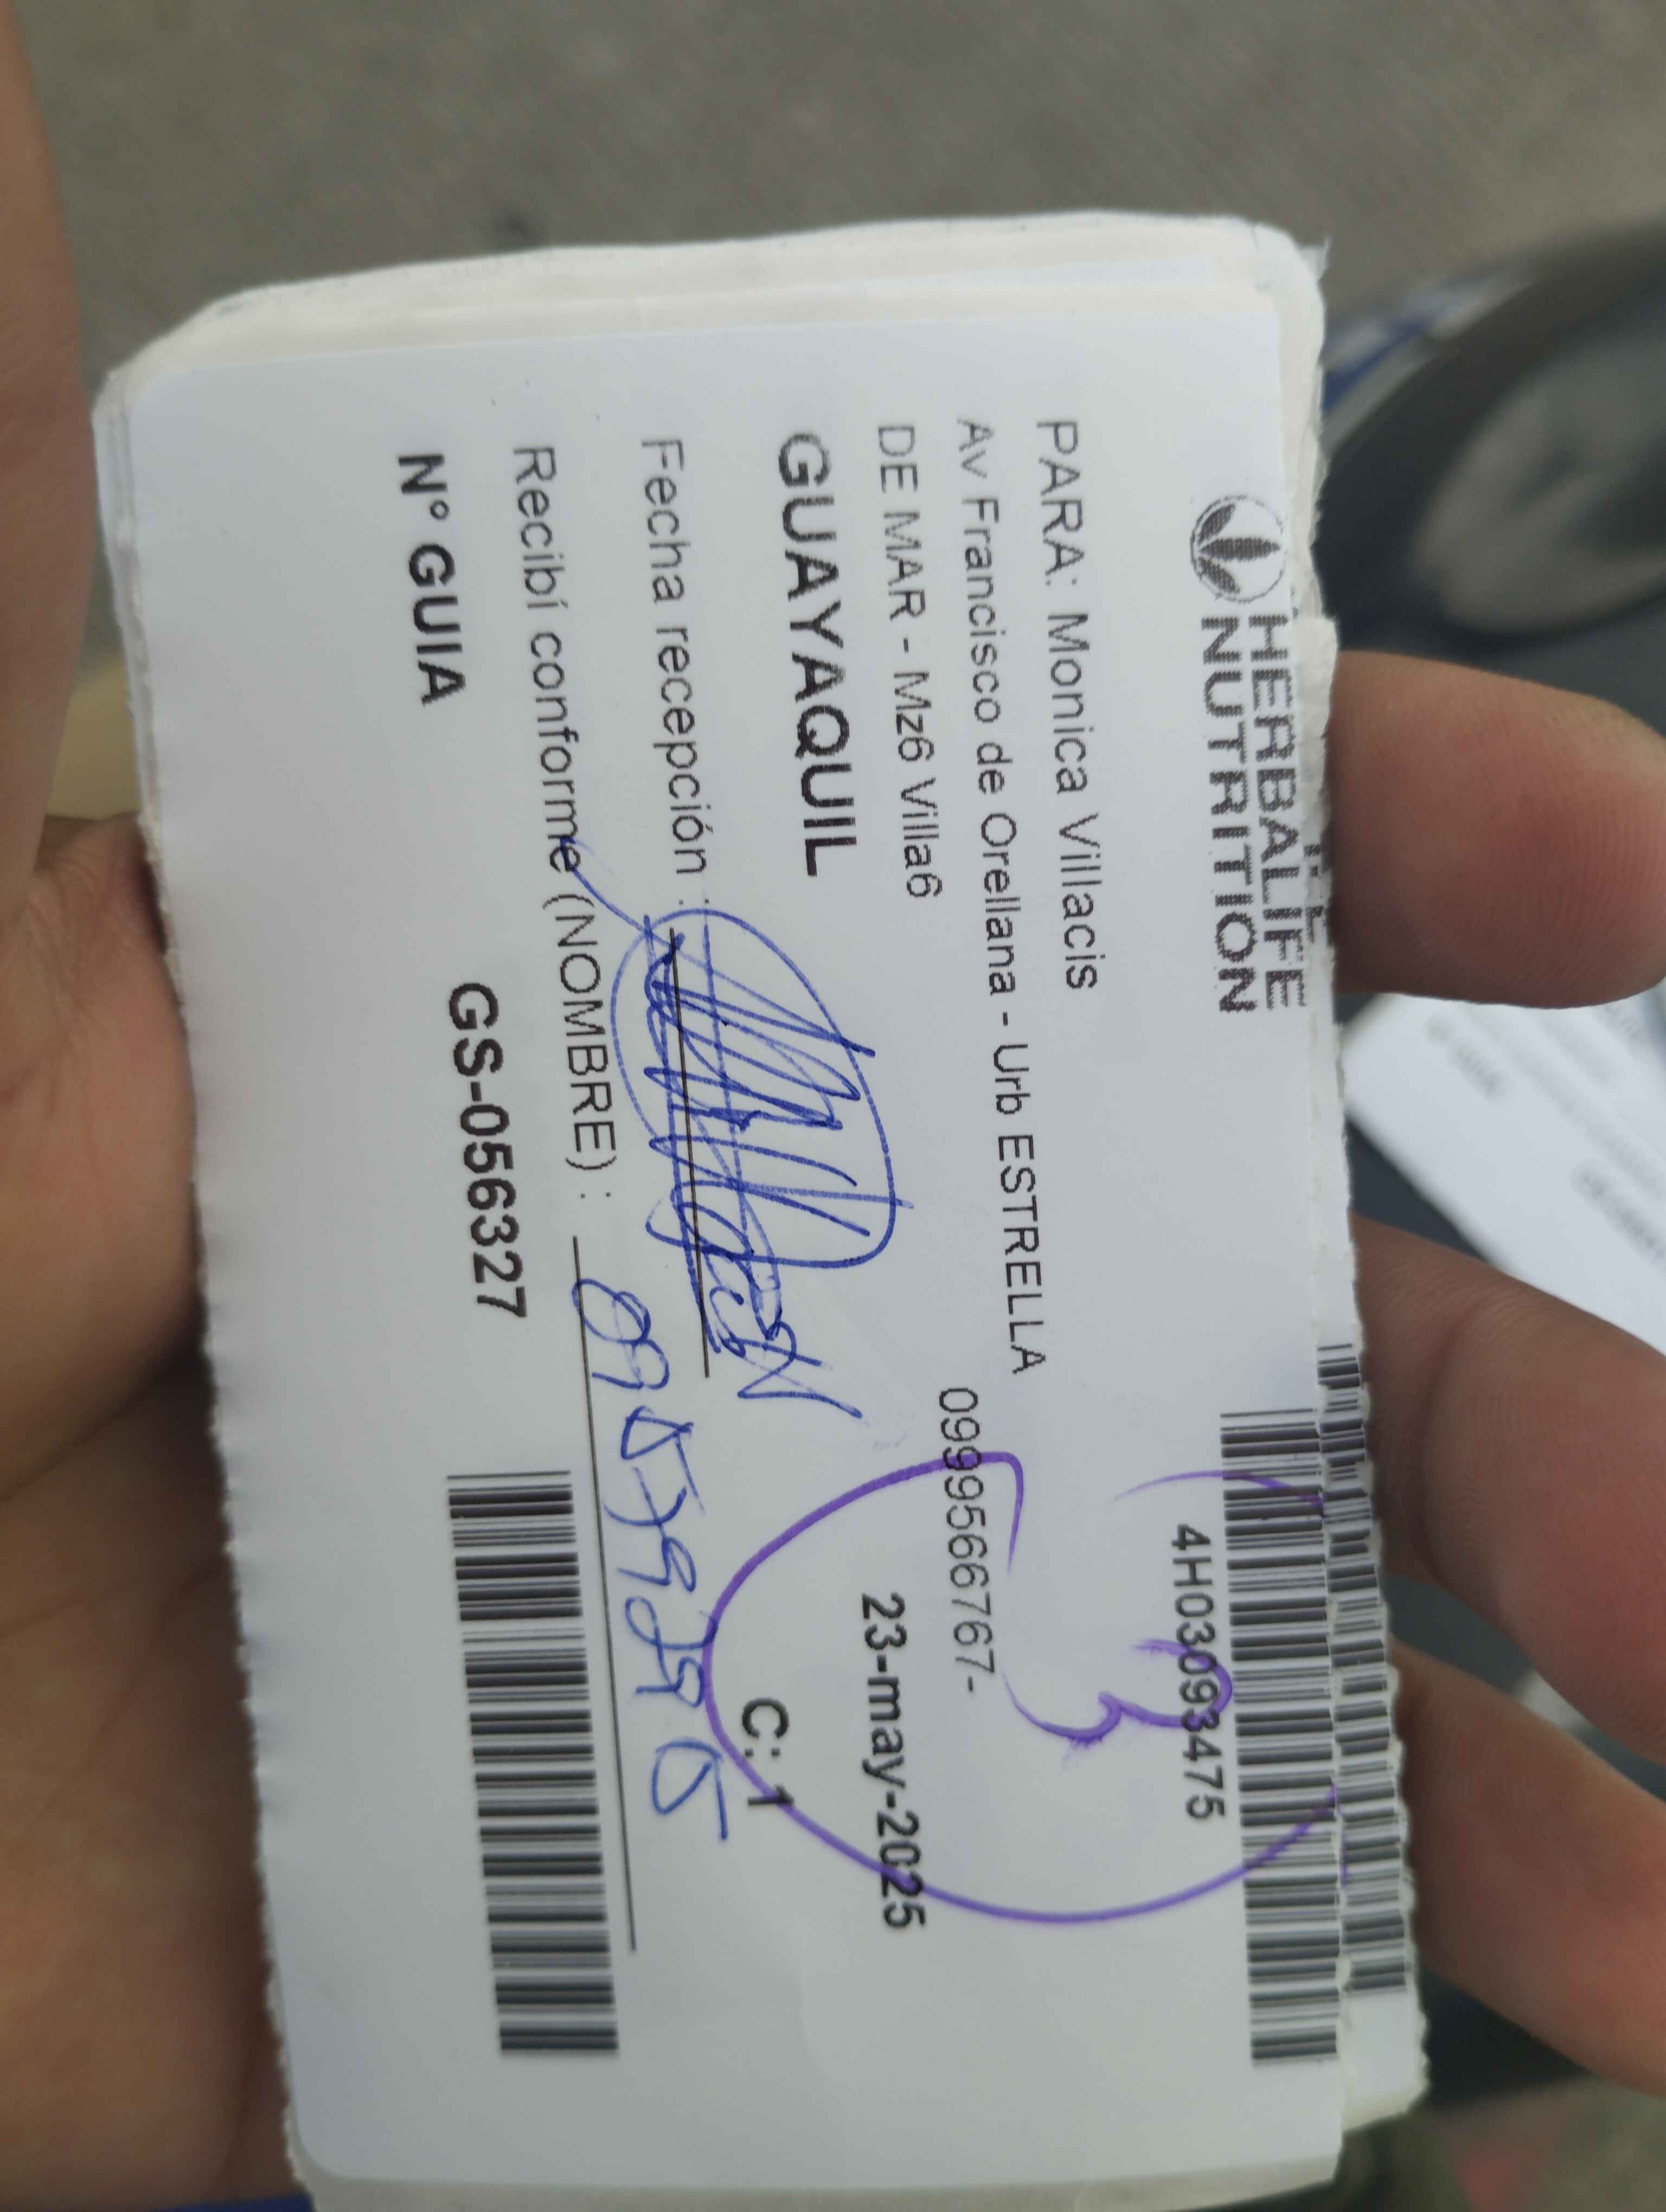 HERBALIFE
NUTRITION
4H03093475
PARA: Monica Villacis
Av Francisco de Orellana - Urb ESTRELLA
0999566767-
DE MAR - Mz6 Villa6
23-may-2025
GUAYAQUIL
C: 1
Fecha recepción :
Recibí conforme (NOMBRE) :
N° GUIA GS-056327